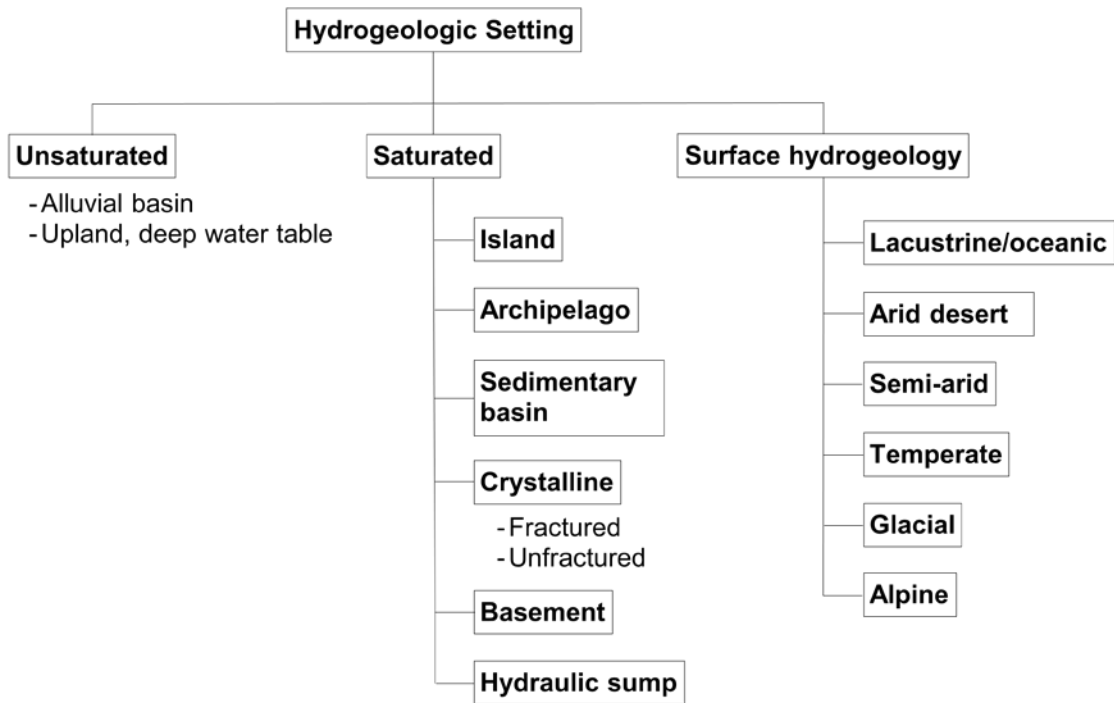 Hydrogeologic Setting
Unsaturated
- Alluvial basin
- Upland, deep water table
Saturated
Island
Archipelago
Sedimentary
basin
Crystalline
- Fractured
- Unfractured
Basement
Hydraulic sump
Surface hydrogeology
Lacustrine/oceanic
Arid desert
Semi-arid
Temperate
Glacial
Alpine